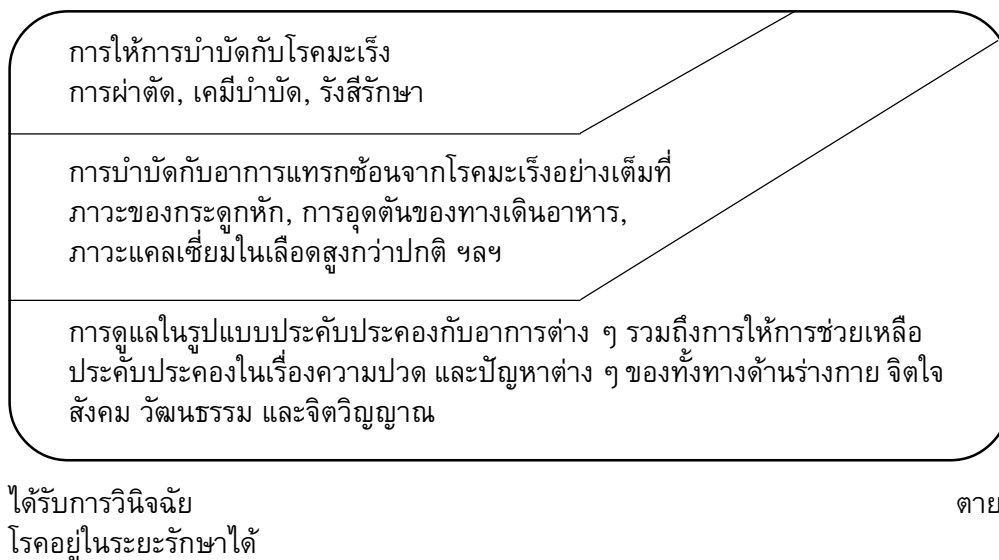 การให้การบำบัดกับโรคมะเร็ง
การผ่าตัด, เคมีบำบัด, รังสีรักษา
การบำบัดกับอาการแทรกซ้อนจากโรคมะเร็งอย่างเต็มที่
ภาวะของกระดูกหัก, การอุดตันของทางเดินอาหาร,
ภาวะแคลเซี่ยมในเลือดสูงกว่าปกติ ฯลฯ
การดูแลในรูปแบบประคับประคองกับอาการต่าง ๆ รวมถึงการให้การช่วยเหลือ
ประคับประคองในเรื่องความปวด และปัญหาต่าง ๆ ของทั้งทางด้านร่างกาย จิตใจ
สังคม วัฒนธรรม และจิตวิญญาณ
ได้รับการวินิจฉัย ตาย
โรคอยู่ในระยะรักษาได้